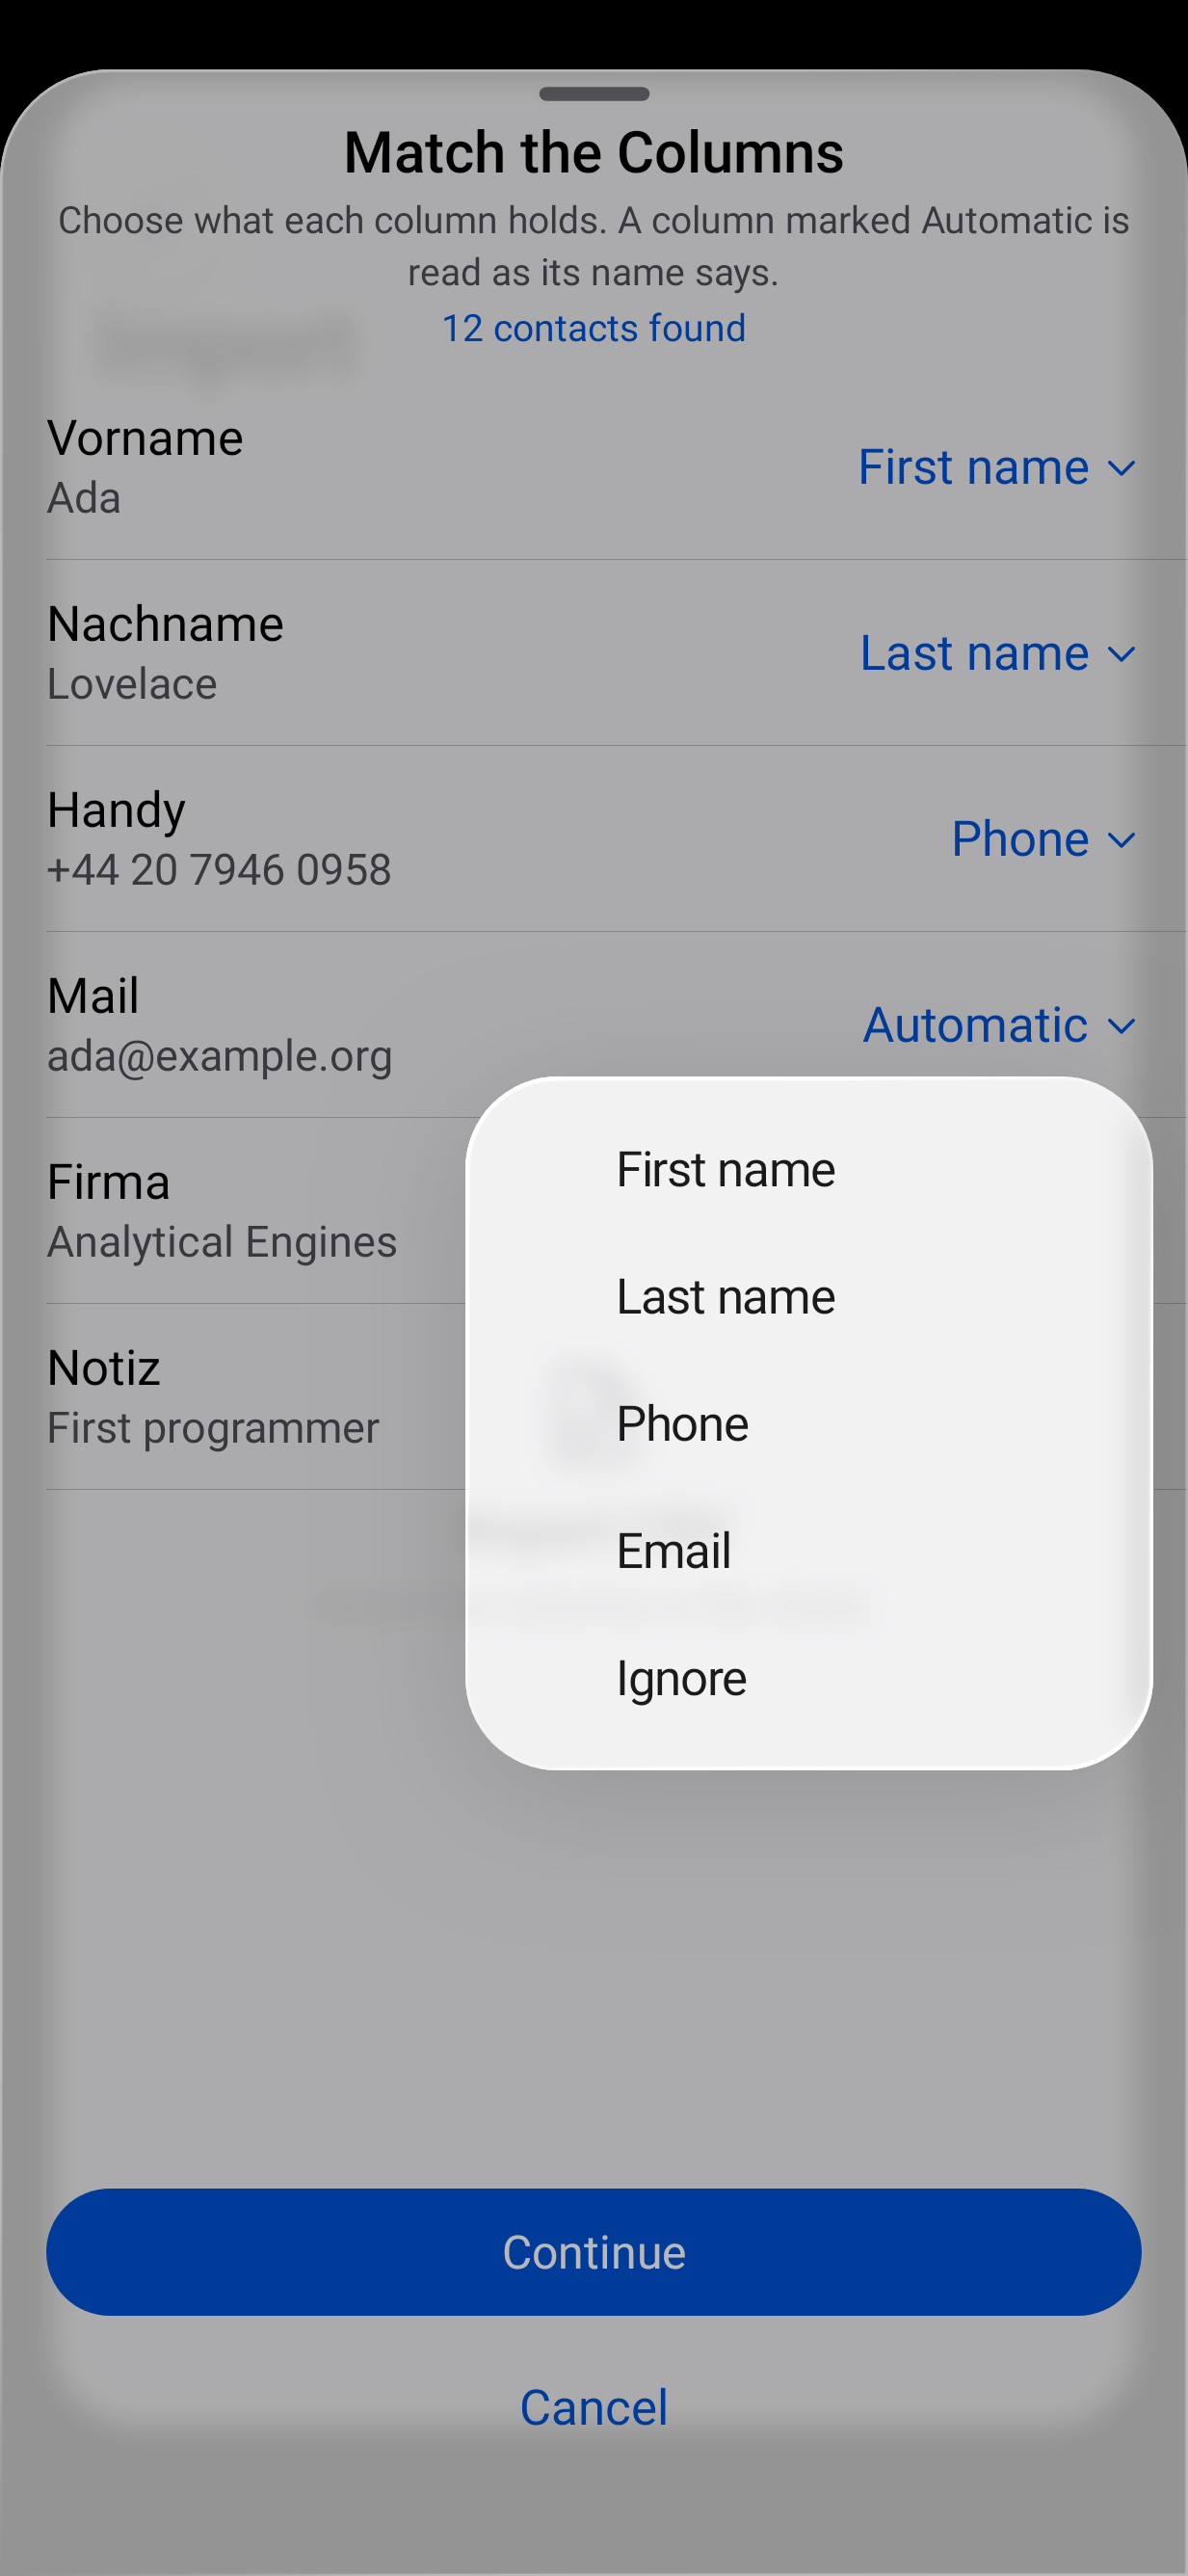 Match the Columns
Choose what each column holds. A column marked Automatic is
read as its name says.
12 contacts found
Vorname
Ada
First name
Nachname
Lovelace
Last name
Handy
+44 20 7946 0958
Phone
Mail
ada@example.org
Automatic
Firma
Analytical Engines
Notiz
First programmer
First name
Last name
Phone
Email
Ignore
Continue
Cancel